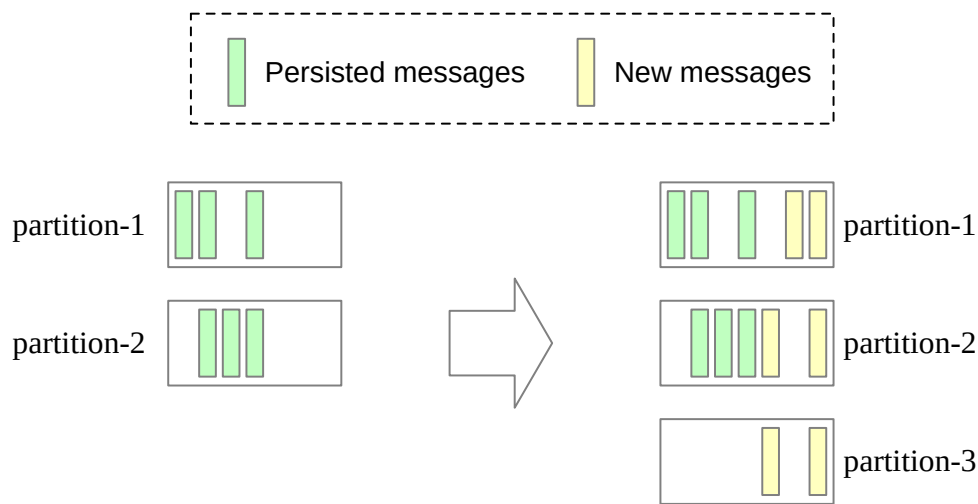 Persisted messages
New messages
partition-1
partition-1
partition-2
partition-2
partition-3